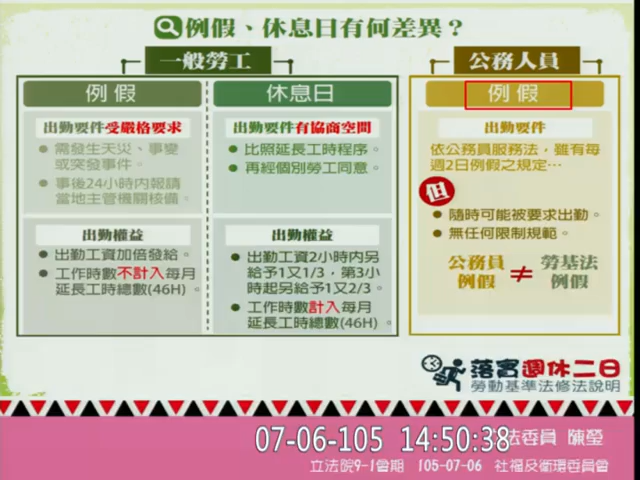 例假、休息日有何差異？
一般勞工
例假
出勤要件受嚴格要求
● 需發生天災、事變
或突發事件。
● 事後24小時內報請
當地主管機關核備。
出勤權益
● 出勤工資加倍發給。
● 工作時數不計入每月
延長工時總數(46H)
休息日
出勤要件有協商空間
● 比照延長工時程序。
● 再經個別勞工同意。
出勤權益
● 出勤工資2小時內另
給予1又1/3，第3小
時起另給予1又2/3。
● 工作時數計入每月
延長工時總數(46H)。
公務人員
例假
出勤要件
依公務員服務法，雖有每
週2日例假之規定…
但
● 隨時可能被要求出勤。
● 無任何限制規範。
公務員
例假
≠
勞基法
例假
落實週休二日
勞動基準法修法說明
07-06-105 14:50:38
法委員 陳瑩
立法院9-1會期 105-07-06 社福及衛環委員會